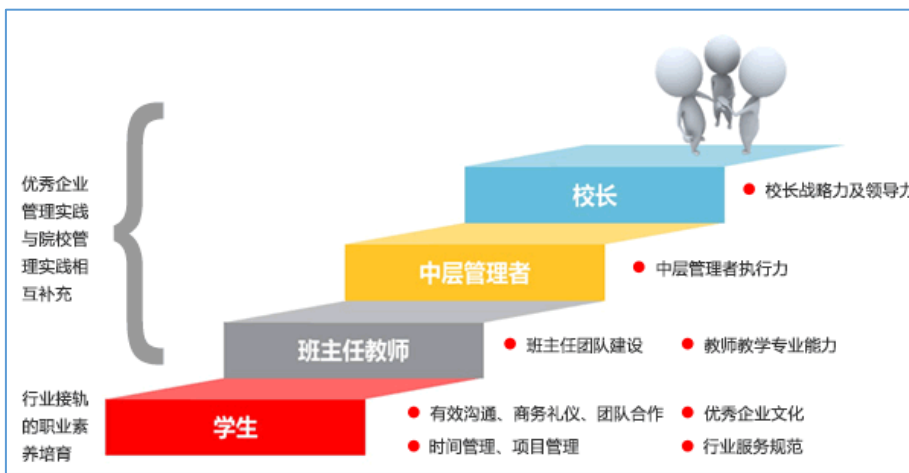 优秀企业
管理实践
与院校管
理实践相
互补充
校长
校长战略力及领导力
中层管理者
中层管理者执行力
班主任教师
班主任团队建设
教师教学专业能力
行业接轨
的职业素
养培育
学生
有效沟通、商务礼仪、团队合作
优秀企业文化
时间管理、项目管理
行业服务规范